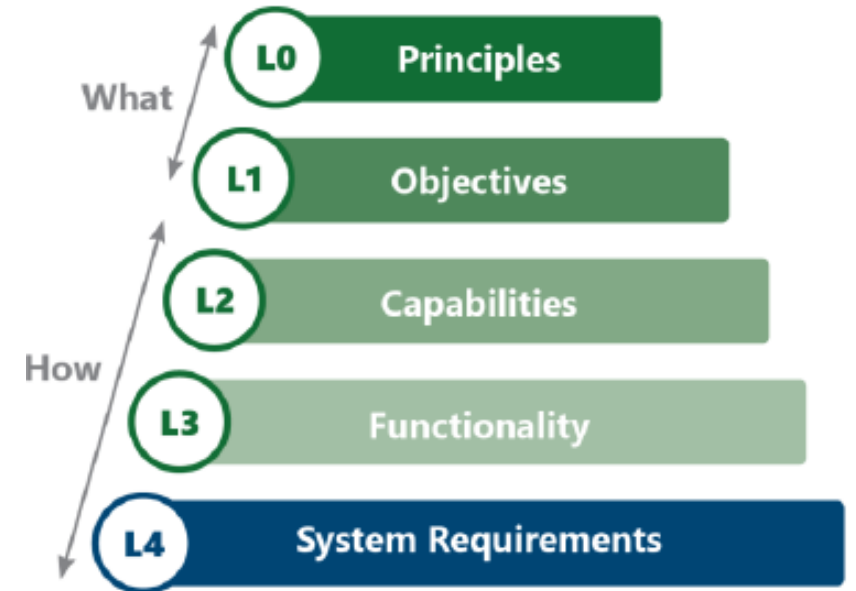 L0 Principles
What
L1 Objectives
L2 Capabilities
How
L3 Functionality
L4 System Requirements